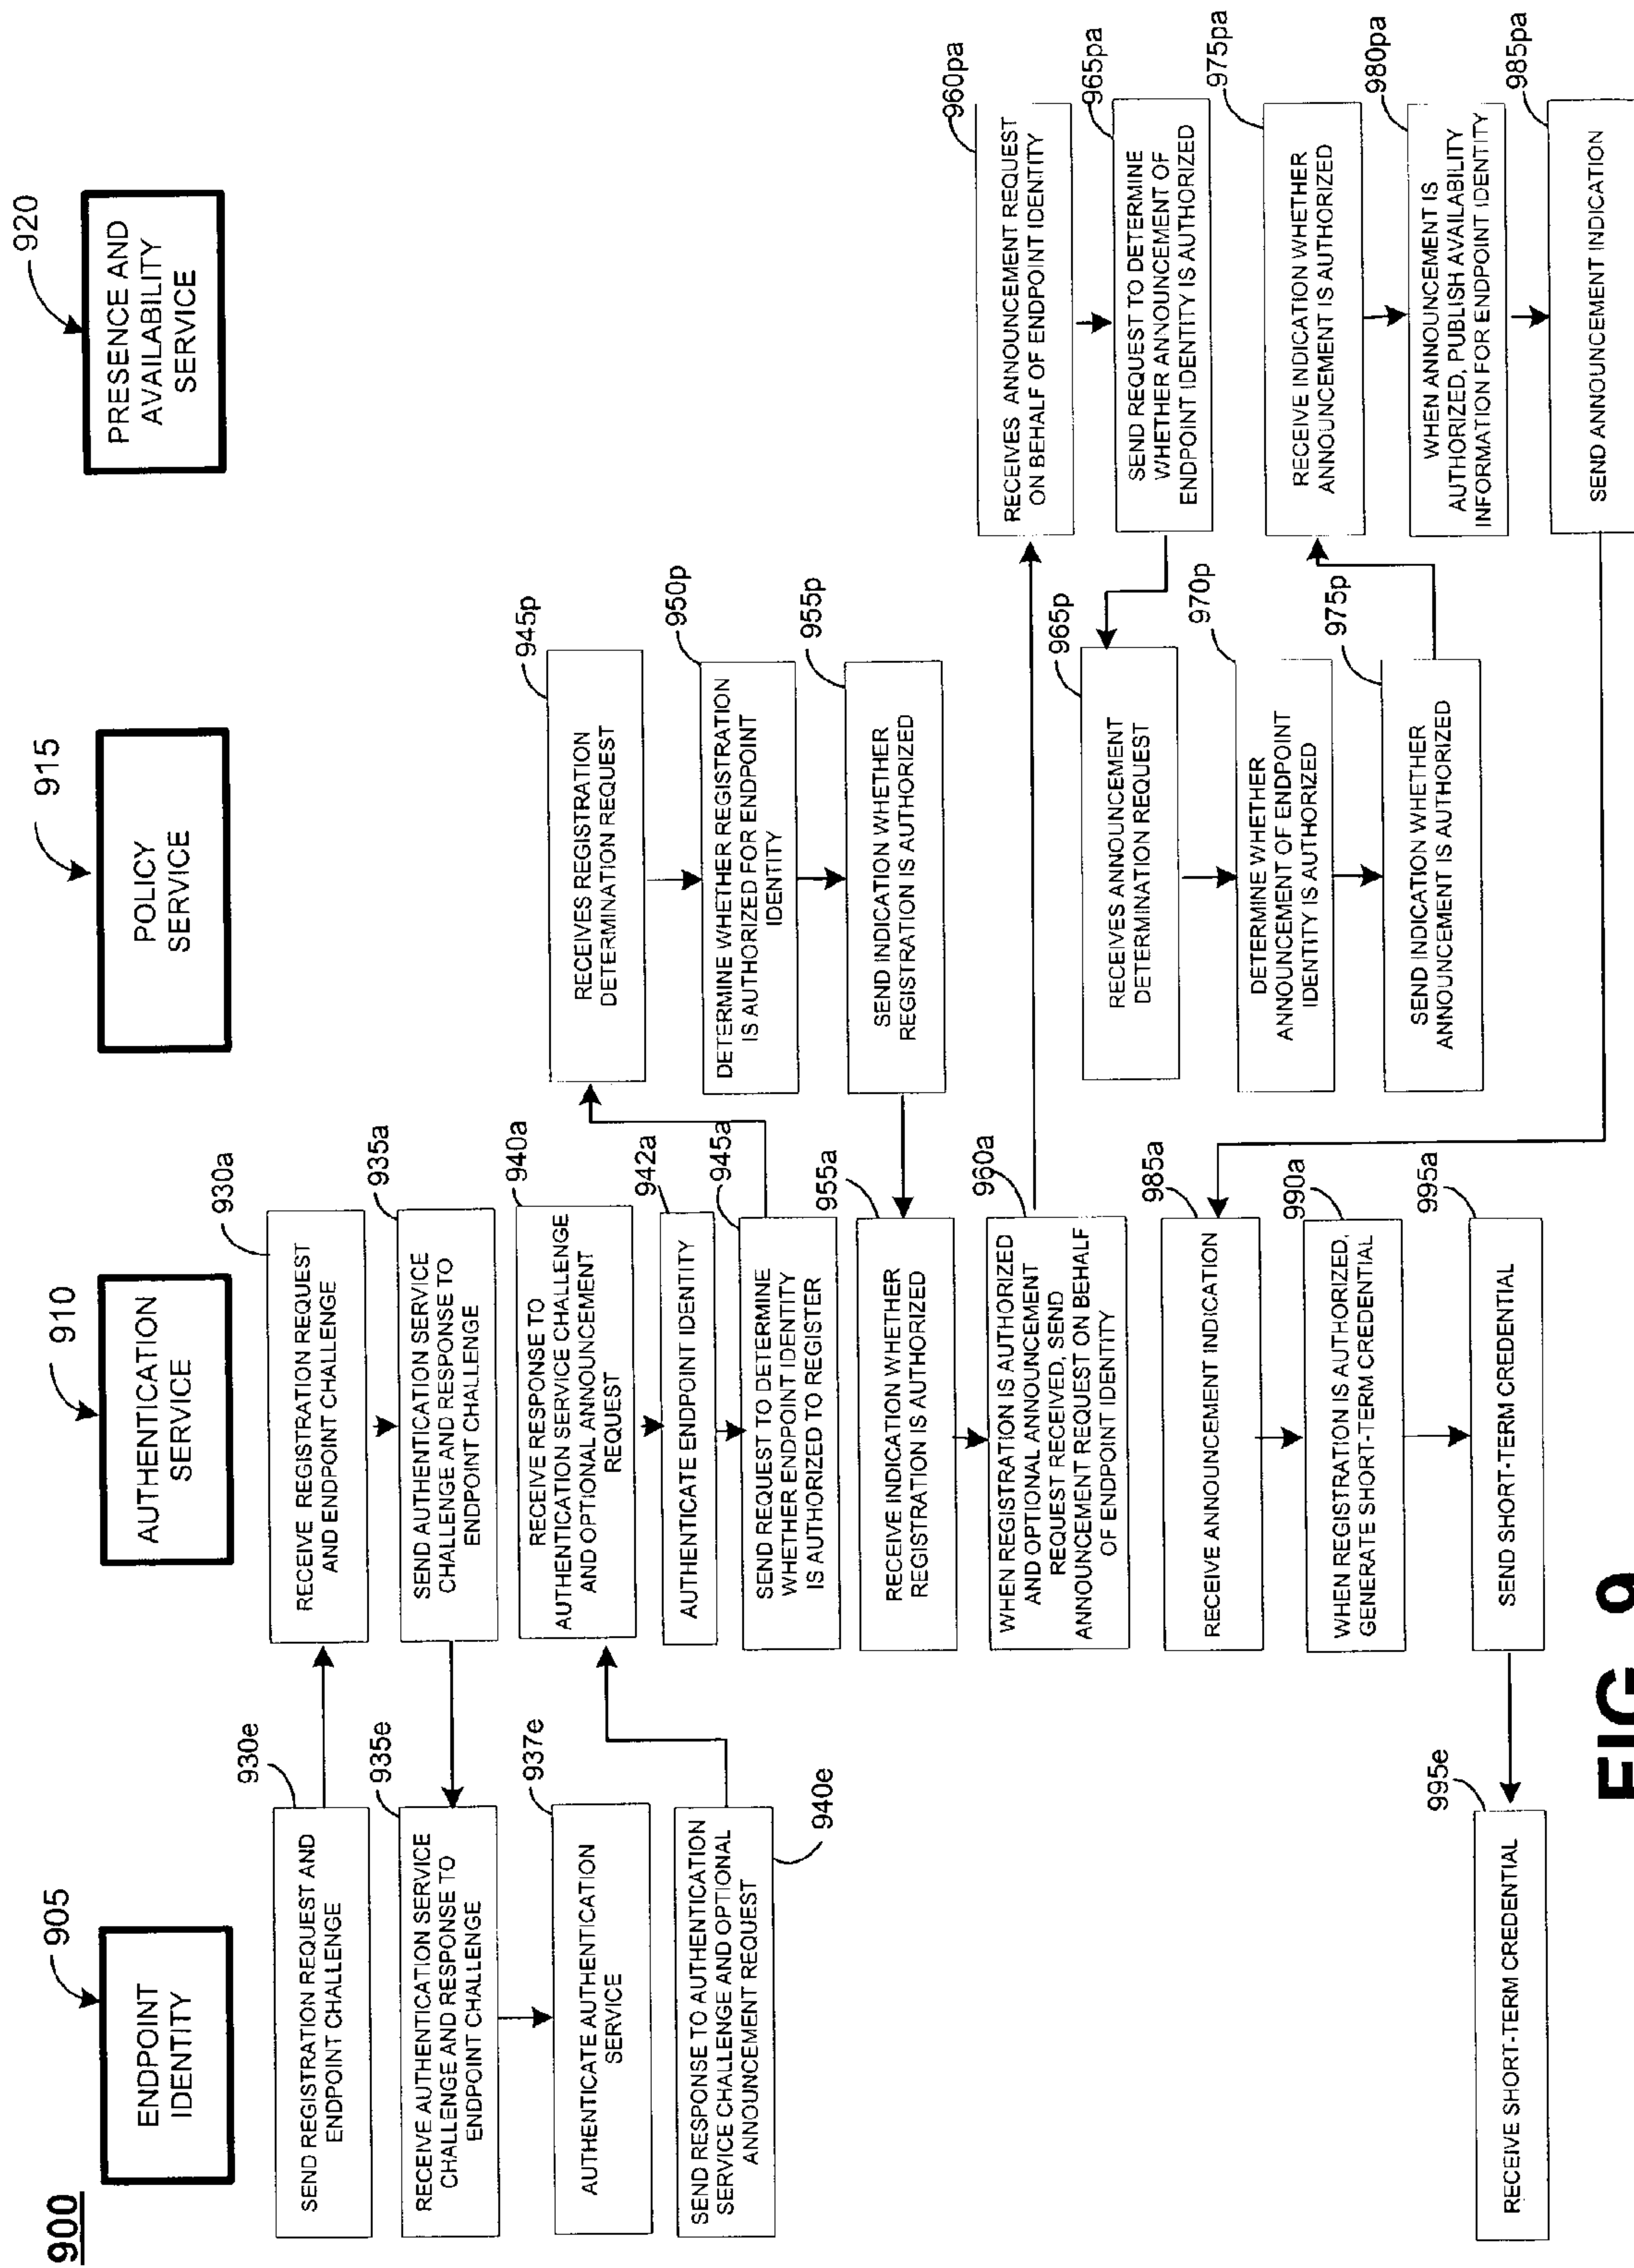 900
905
ENDPOINT
IDENTITY
910
AUTHENTICATION
SERVICE
915
POLICY
SERVICE
920
PRESENCE AND
AVAILABILITY
SERVICE
930e
SEND REGISTRATION REQUEST AND
ENDPOINT CHALLENGE
930a
RECEIVE REGISTRATION REQUEST
AND ENDPOINT CHALLENGE
935a
SEND AUTHENTICATION SERVICE
CHALLENGE AND RESPONSE TO
ENDPOINT CHALLENGE
935e
RECEIVE AUTHENTICATION SERVICE
CHALLENGE AND RESPONSE TO
ENDPOINT CHALLENGE
937e
AUTHENTICATE AUTHENTICATION
SERVICE
940e
SEND RESPONSE TO AUTHENTICATION
SERVICE CHALLENGE AND OPTIONAL
ANNOUNCEMENT REQUEST
940a
RECEIVE RESPONSE TO
AUTHENTICATION SERVICE CHALLENGE
AND OPTIONAL ANNOUNCEMENT
REQUEST
942a
AUTHENTICATE ENDPOINT IDENTITY
945a
SEND REQUEST TO DETERMINE
WHETHER ENDPOINT IDENTITY
IS AUTHORIZED TO REGISTER
945p
RECEIVES REGISTRATION
DETERMINATION REQUEST
950p
DETERMINE WHETHER REGISTRATION
IS AUTHORIZED FOR ENDPOINT
IDENTITY
955p
SEND INDICATION WHETHER
REGISTRATION IS AUTHORIZED
955a
RECEIVE INDICATION WHETHER
REGISTRATION IS AUTHORIZED
960a
WHEN REGISTRATION IS AUTHORIZED
AND OPTIONAL ANNOUNCEMENT
REQUEST RECEIVED, SEND
ANNOUNCEMENT REQUEST ON BEHALF
OF ENDPOINT IDENTITY
960pa
RECEIVES ANNOUNCEMENT REQUEST
ON BEHALF OF ENDPOINT IDENTITY
965pa
SEND REQUEST TO DETERMINE
WHETHER ANNOUNCEMENT OF
ENDPOINT IDENTITY IS AUTHORIZED
965p
RECEIVES ANNOUNCEMENT
DETERMINATION REQUEST
970p
DETERMINE WHETHER
ANNOUNCEMENT OF ENDPOINT
IDENTITY IS AUTHORIZED
975p
SEND INDICATION WHETHER
ANNOUNCEMENT IS AUTHORIZED
975pa
RECEIVE INDICATION WHETHER
ANNOUNCEMENT IS AUTHORIZED
980pa
WHEN ANNOUNCEMENT IS
AUTHORIZED, PUBLISH AVAILABILITY
INFORMATION FOR ENDPOINT IDENTITY
985pa
SEND ANNOUNCEMENT INDICATION
985a
RECEIVE ANNOUNCEMENT INDICATION
990a
WHEN REGISTRATION IS AUTHORIZED,
GENERATE SHORT-TERM CREDENTIAL
995a
SEND SHORT-TERM CREDENTIAL
995e
RECEIVE SHORT-TERM CREDENTIAL
FIG. 9